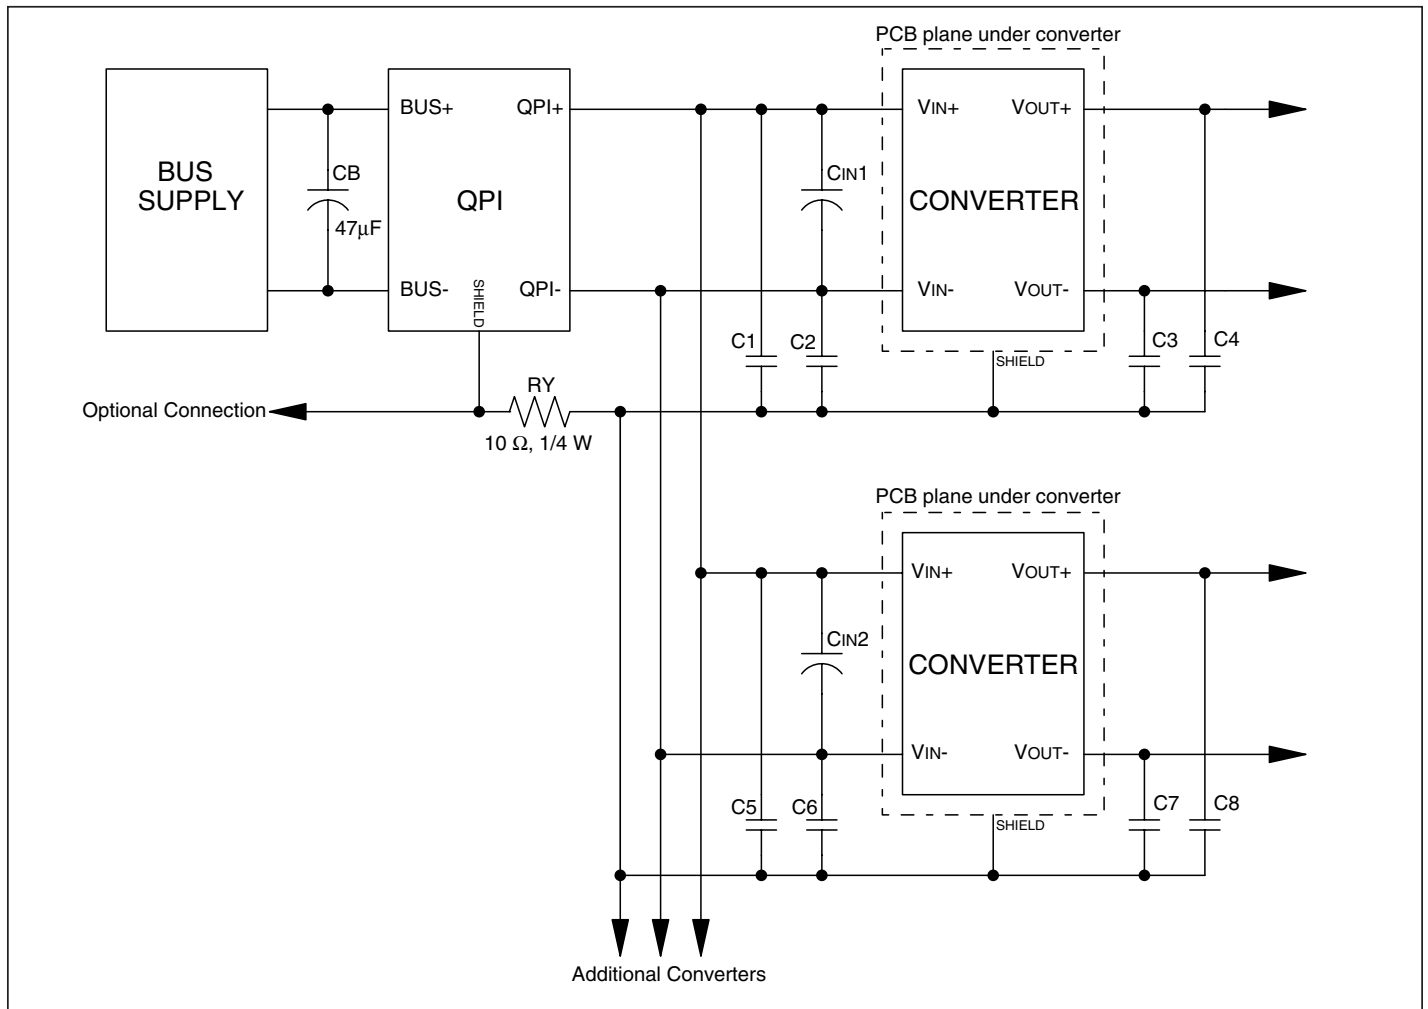 PCB plane under converter
BUS
SUPPLY
CB
47μF
BUS+
QPI+
QPI
BUS-
SHIELD
QPI-
CIN1
VIN+
VOUT+
CONVERTER
VIN-
VOUT-
C1
C2
SHIELD
C3
C4
Optional Connection
RY
10 Ω, 1/4 W
PCB plane under converter
VIN+
VOUT+
CIN2
CONVERTER
VIN-
VOUT-
C5
C6
SHIELD
C7
C8
Additional Converters